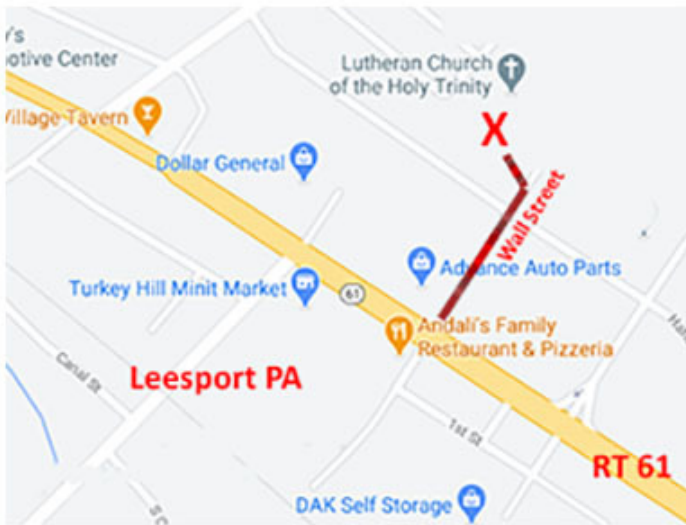 y's
otive Center
Village Tavern
Lutheran Church
of the Holy Trinity
X
Dollar General
Wall Street
Advance Auto Parts
Turkey Hill Minit Market
61
Andali's Family
Restaurant & Pizzeria
Leesport PA
Canal St
1st St
RT 61
DAK Self Storage